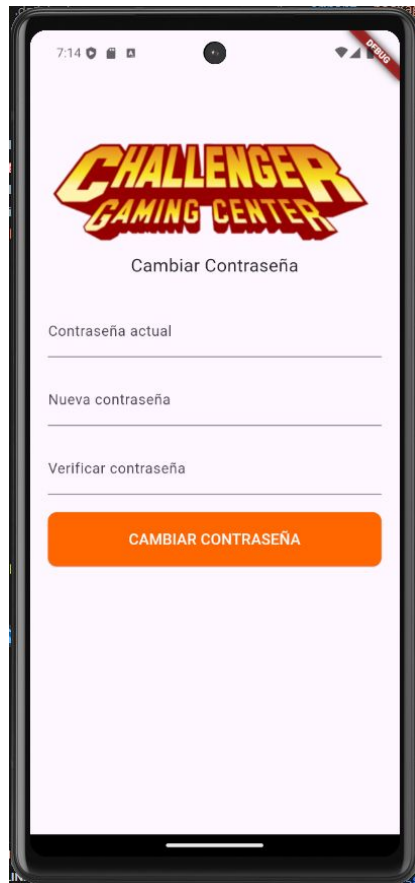 7:14
DEBUG
CHALLENGER
GAMING CENTER
Cambiar Contraseña
Contraseña actual
Nueva contraseña
Verificar contraseña
CAMBIAR CONTRASEÑA